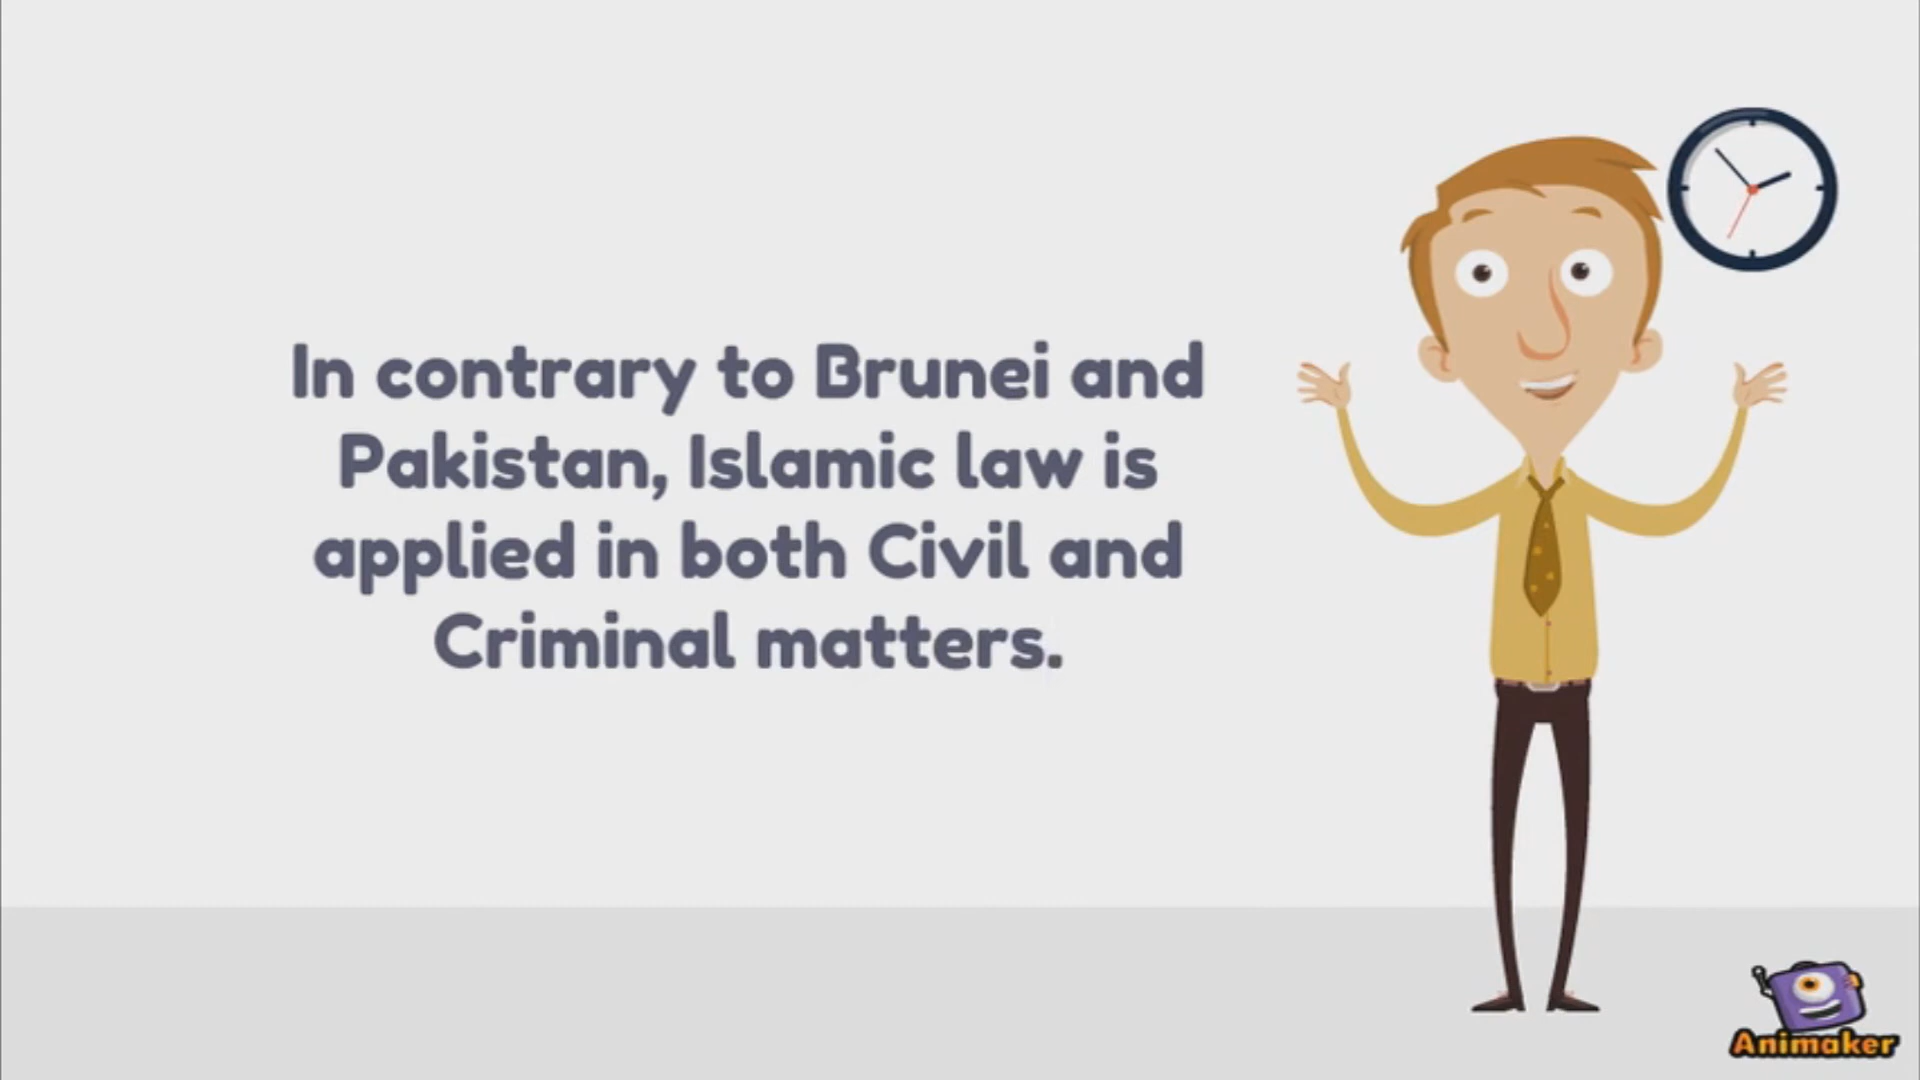 In contrary to Brunei and
Pakistan, Islamic law is
applied in both Civil and
Criminal matters.
Animaker